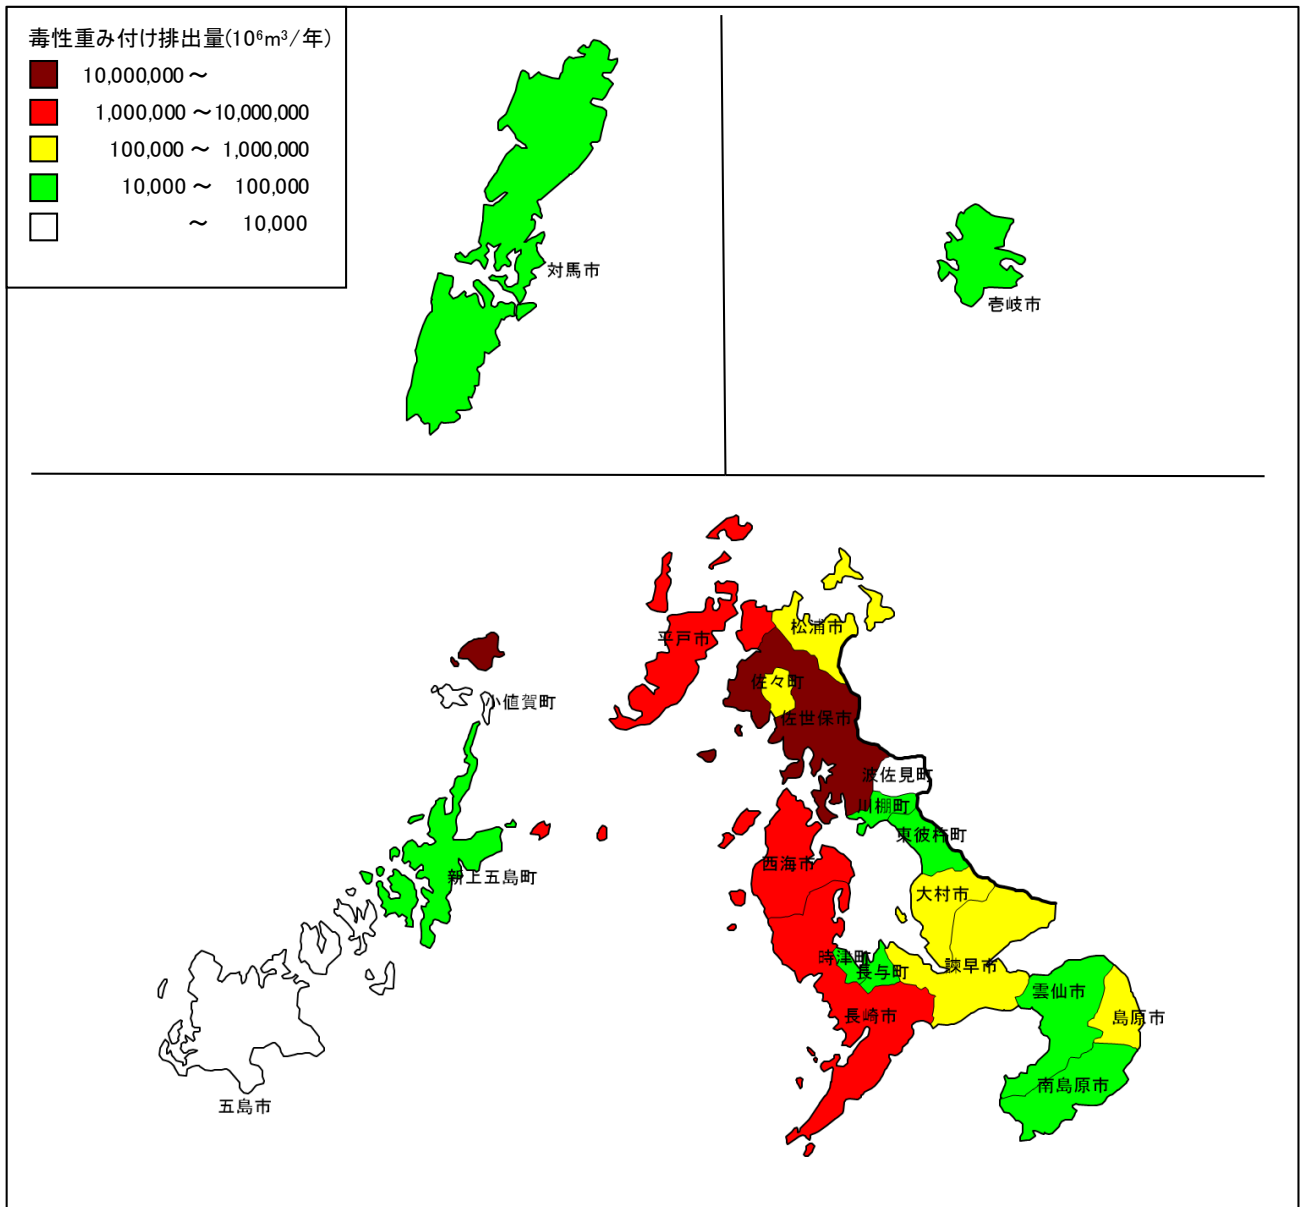 毒性重み付け排出量(10⁶m³/年)
10,000,000～
1,000,000～10,000,000
100,000～ 1,000,000
10,000～ 100,000
～ 10,000
対馬市
壱岐市
松浦市
平戸市
佐々町
小値賀町
佐世保市
波佐見町
川棚町
東彼杵町
西海市
新上五島町
大村市
時津町
諫早市
長与町
雲仙市
長崎市
島原市
南島原市
五島市